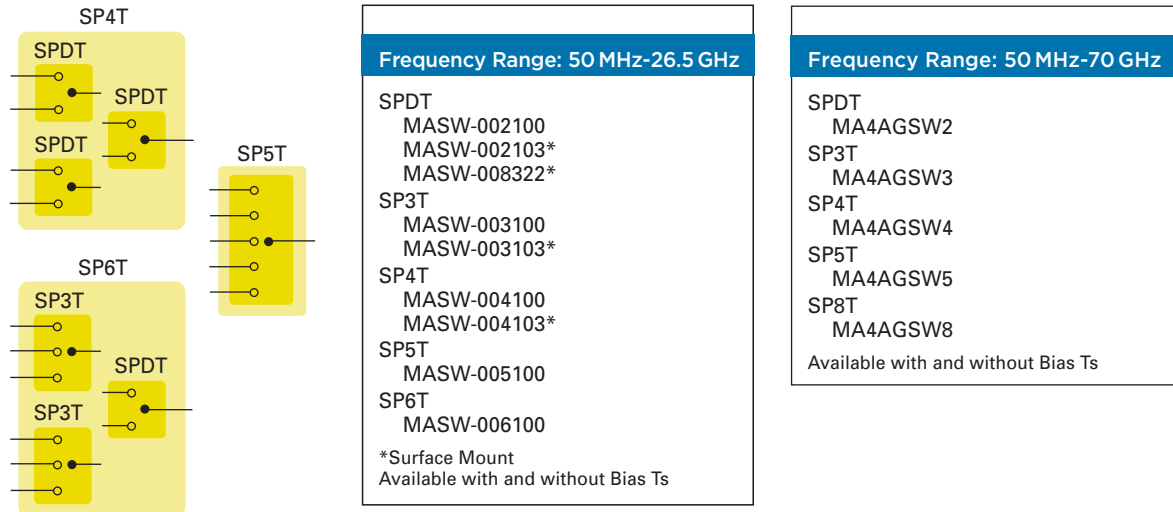 SP4T
SPDT
SPDT
SPDT
SP5T
SP6T
SP3T
SPDT
SP3T
Frequency Range: 50 MHz-26.5 GHz
SPDT
MASW-002100
MASW-002103*
MASW-008322*
SP3T
MASW-003100
MASW-003103*
SP4T
MASW-004100
MASW-004103*
SP5T
MASW-005100
SP6T
MASW-006100
*Surface Mount
Available with and without Bias Ts
Frequency Range: 50 MHz-70 GHz
SPDT
MA4AGSW2
SP3T
MA4AGSW3
SP4T
MA4AGSW4
SP5T
MA4AGSW5
SP8T
MA4AGSW8
Available with and without Bias Ts